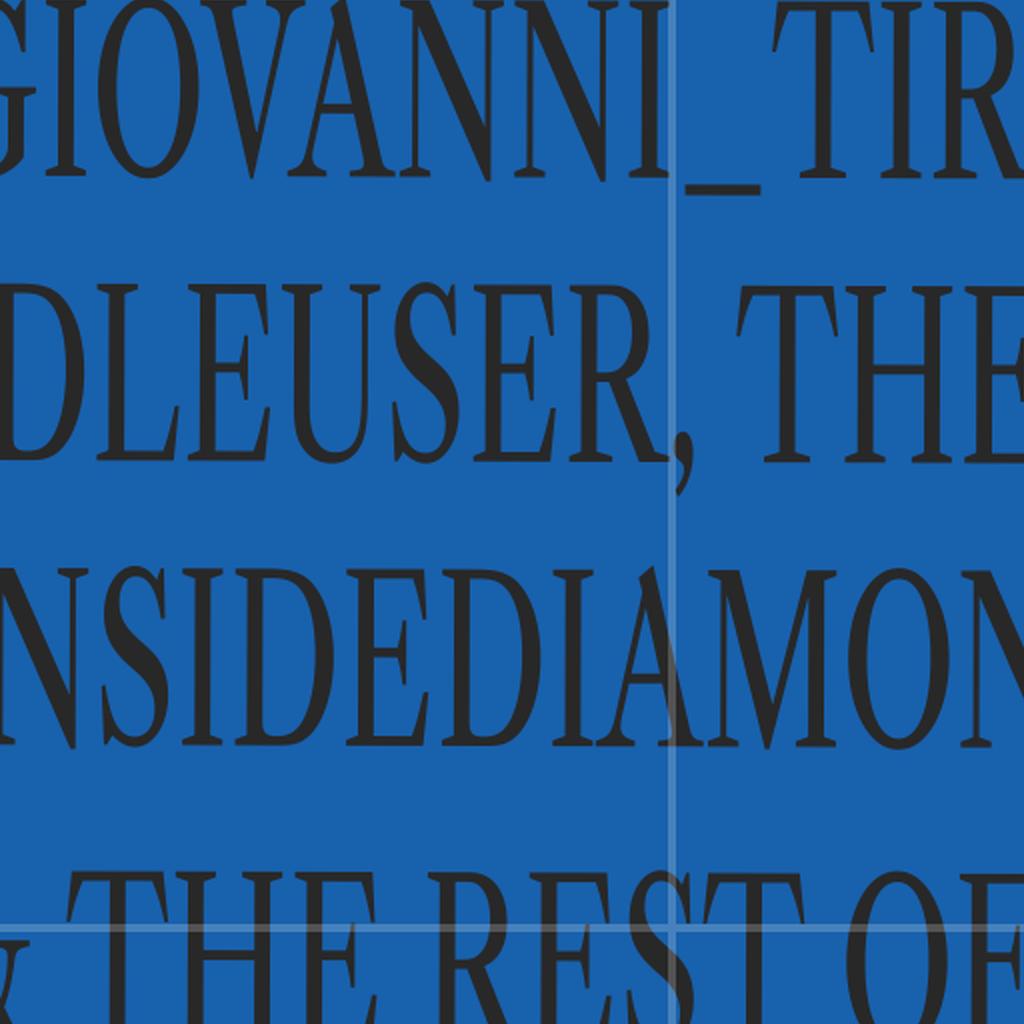 GIOVANNI_TIR
DLEUSER, THE
NSIDEDIAMON
& THE REST OF